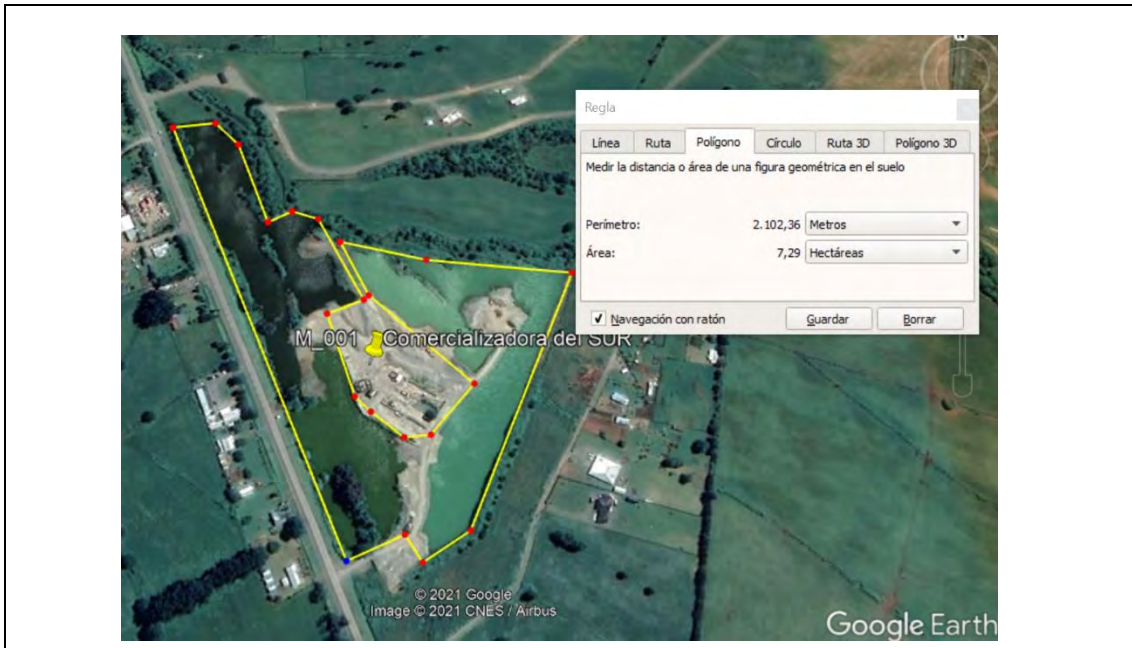 N
Regla
Línea Ruta Polígono Círculo Ruta 3D Polígono 3D
Medir la distancia o área de una figura geométrica en el suelo
Perímetro: 2.102,36 Metros
Área: 7,29 Hectáreas
Navegación con ratón Guardar Borrar
M_001 Comercializadora del SUR
© 2021 Google
Image © 2021 CNES / Airbus
Google Earth